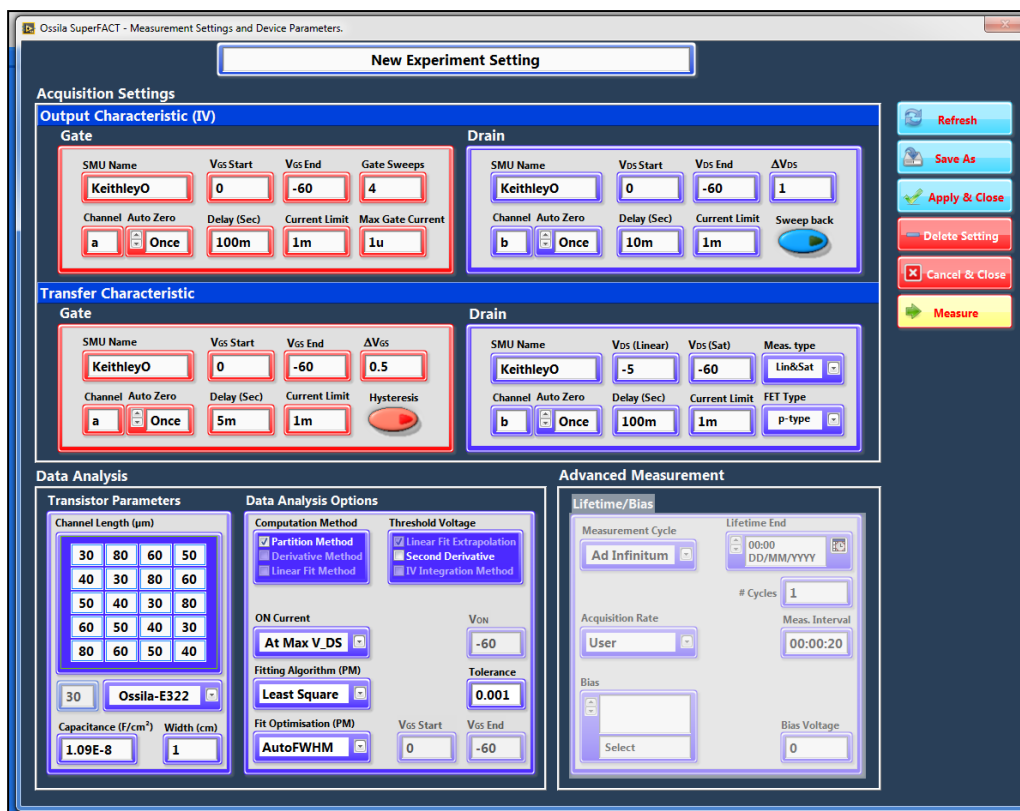 Ossila SuperFACT - Measurement Settings and Device Parameters.
New Experiment Setting
Acquisition Settings
Output Characteristic (IV)
Gate
SMU Name VGS Start VGS End Gate Sweeps
KeithleyO 0 -60 4
Channel Auto Zero Delay (Sec) Current Limit Max Gate Current
a Once 100m 1m 1u
Drain
SMU Name VDS Start VDS End ΔVDS
KeithleyO 0 -60 1
Channel Auto Zero Delay (Sec) Current Limit Sweep back
b Once 10m 1m
Transfer Characteristic
Gate
SMU Name VGS Start VGS End ΔVGS
KeithleyO 0 -60 0.5
Channel Auto Zero Delay (Sec) Current Limit Hysteresis
a Once 5m 1m
Drain
SMU Name VDS (Linear) VDS (Sat) Meas. type
KeithleyO -5 -60 Lin&Sat
Channel Auto Zero Delay (Sec) Current Limit FET Type
b Once 100m 1m p-type
Refresh
Save As
Apply & Close
Delete Setting
Cancel & Close
Measure
Data Analysis
Transistor Parameters
Channel Length (μm)
30 80 60 50
40 30 80 60
50 40 30 80
60 50 40 30
80 60 50 40
30 Ossila-E322
Capacitance (F/cm²) Width (cm)
1.09E-8 1
Data Analysis Options
Computation Method
Partition Method
Derivative Method
Linear Fit Method
Threshold Voltage
Linear Fit Extrapolation
Second Derivative
IV Integration Method
ON Current VON
At Max V_DS -60
Fitting Algorithm (PM) Tolerance
Least Square 0.001
Fit Optimisation (PM) VGS Start VGS End
AutoFWHM 0 -60
Advanced Measurement
Lifetime/Bias
Measurement Cycle Lifetime End
Ad Infinitum 00:00
DD/MM/YYYY
# Cycles 1
Acquisition Rate Meas. Interval
User 00:00:20
Bias
Select
Bias Voltage
0